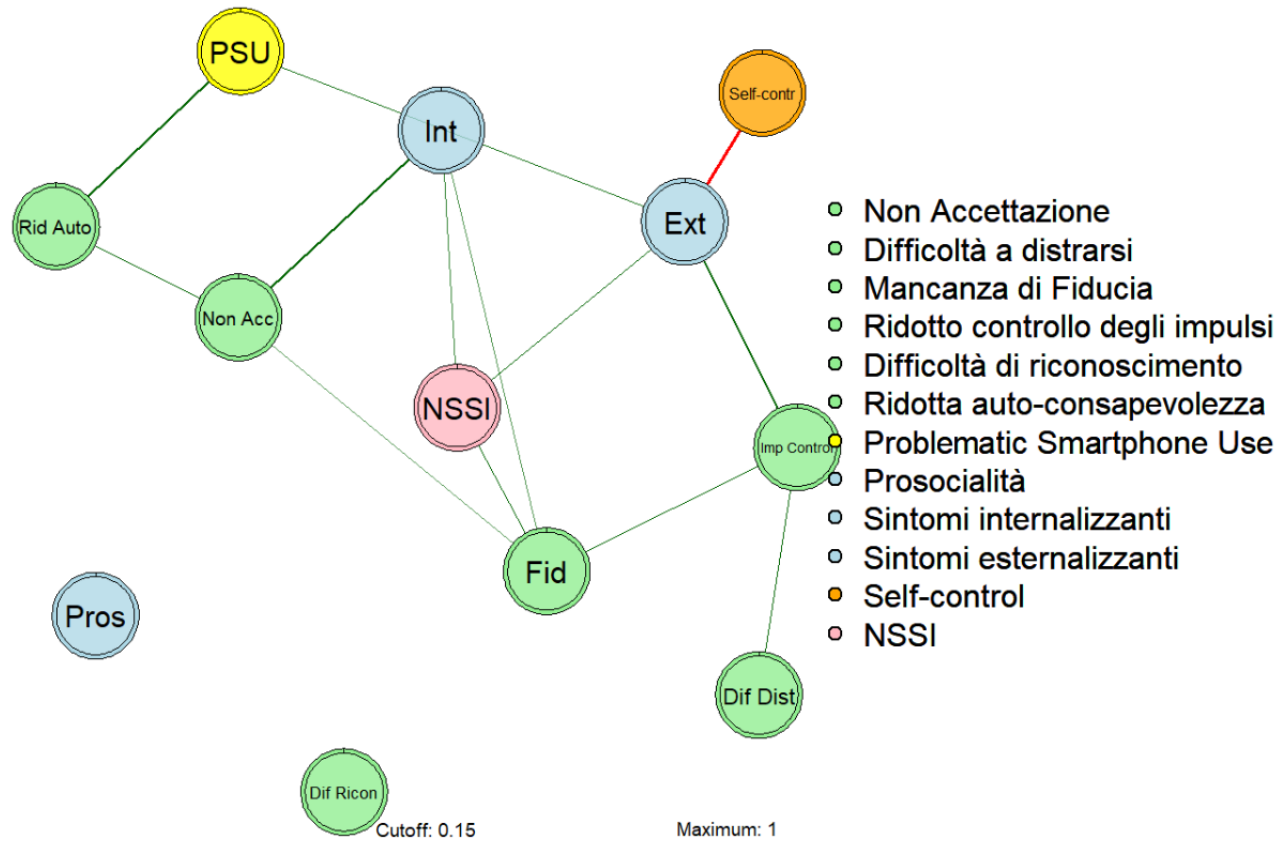 PSU
Int
Self-contr
Rid Auto
Ext
Non Acc
NSSI
Imp Control
Fid
Pros
Dif Dist
Dif Ricon
Cutoff: 0.15
Maximum: 1
Non Accettazione
Difficoltà a distrarsi
Mancanza di Fiducia
Ridotto controllo degli impulsi
Difficoltà di riconoscimento
Ridotta auto-consapevolezza
Problematic Smartphone Use
Prosocialità
Sintomi internalizzanti
Sintomi esternalizzanti
Self-control
NSSI